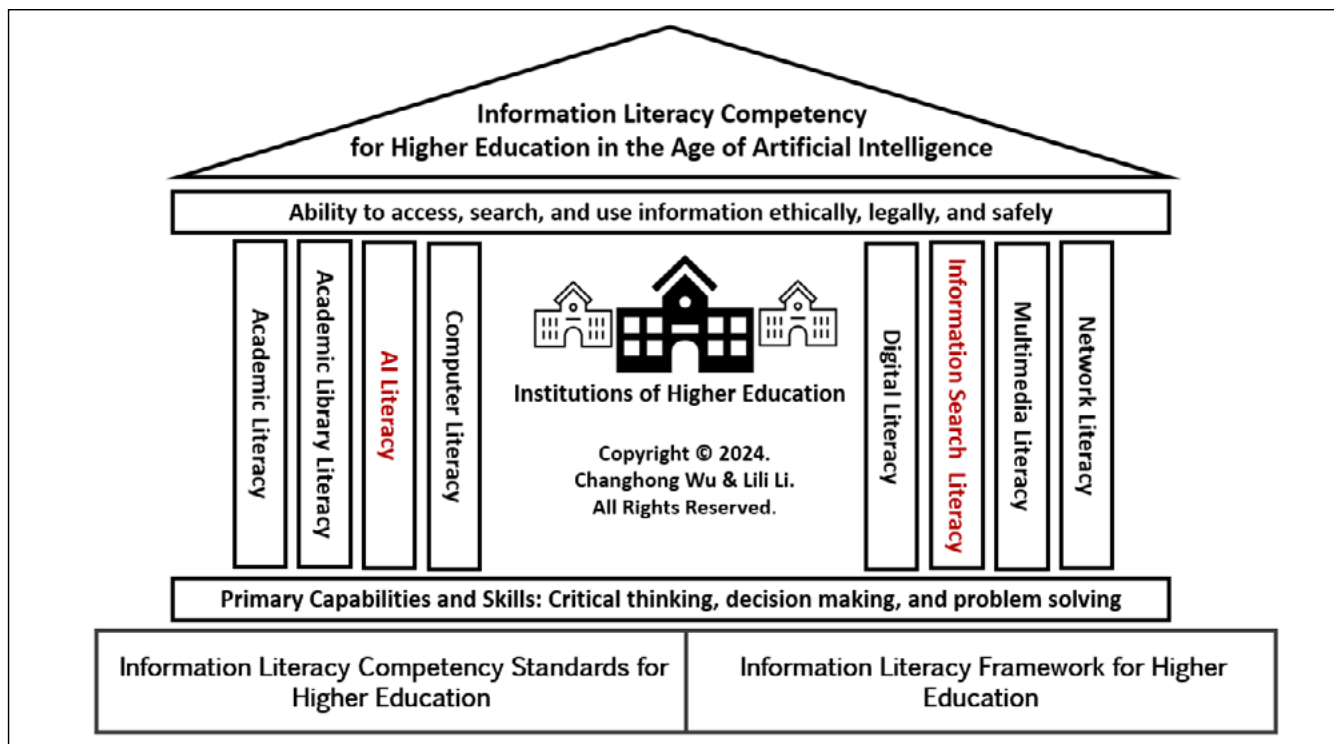 Information Literacy Competency
for Higher Education in the Age of Artificial Intelligence
Ability to access, search, and use information ethically, legally, and safely
Academic Literacy
Academic Library Literacy
AI Literacy
Computer Literacy
Institutions of Higher Education
Copyright © 2024.
Changhong Wu & Lili Li.
All Rights Reserved.
Digital Literacy
Information Search Literacy
Multimedia Literacy
Network Literacy
Primary Capabilities and Skills: Critical thinking, decision making, and problem solving
Information Literacy Competency Standards for
Higher Education
Information Literacy Framework for Higher
Education